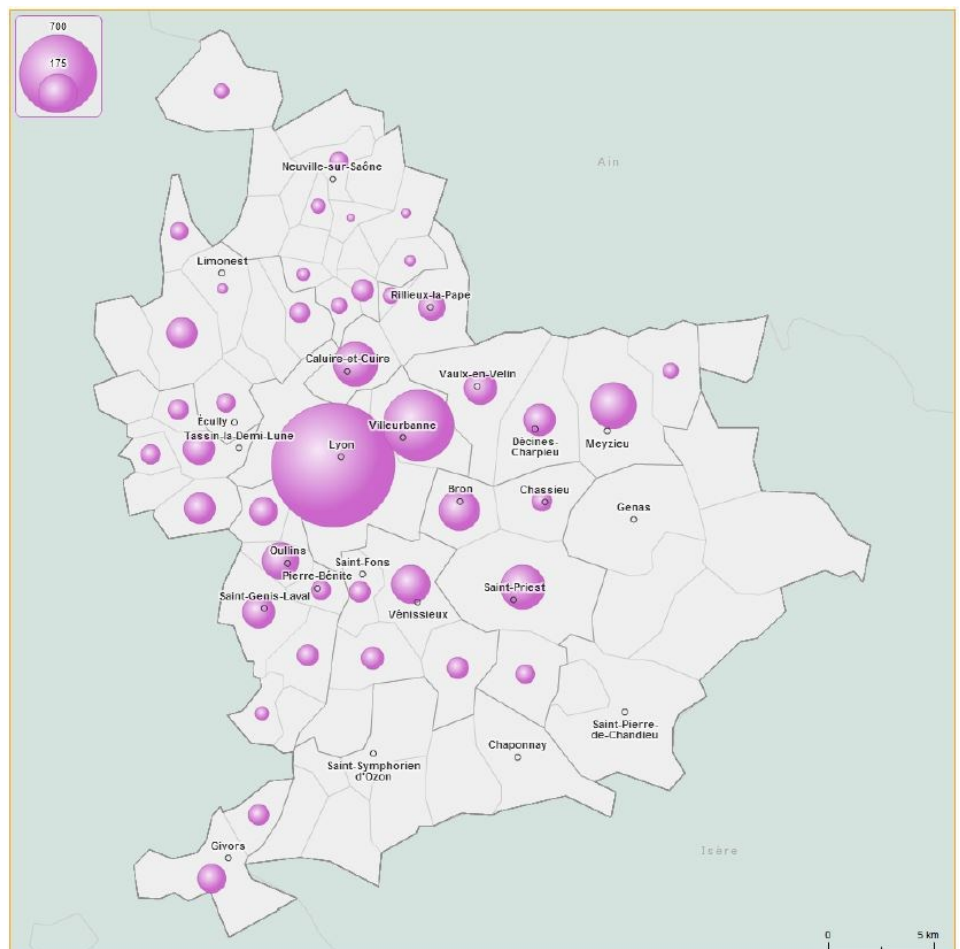 700
175
Ain
Neuville-sur-Saône
Limonest
Rillieux-la-Pape
Caluire-et-Cuire
Vaulx-en-Velin
Écully
Tassin-la-Demi-Lune
Villeurbanne
Lyon
Décines-
Charpieu
Meyzieu
Bron
Chassieu
Genas
Oullins
Saint-Fons
Pierre-Bénite
Saint-Genis-Laval
Saint-Priest
Vénissieux
Saint-Pierre-
de-Chandieu
Chaponnay
Saint-Symphorien
d'Ozon
Givors
Isère
0 5 km